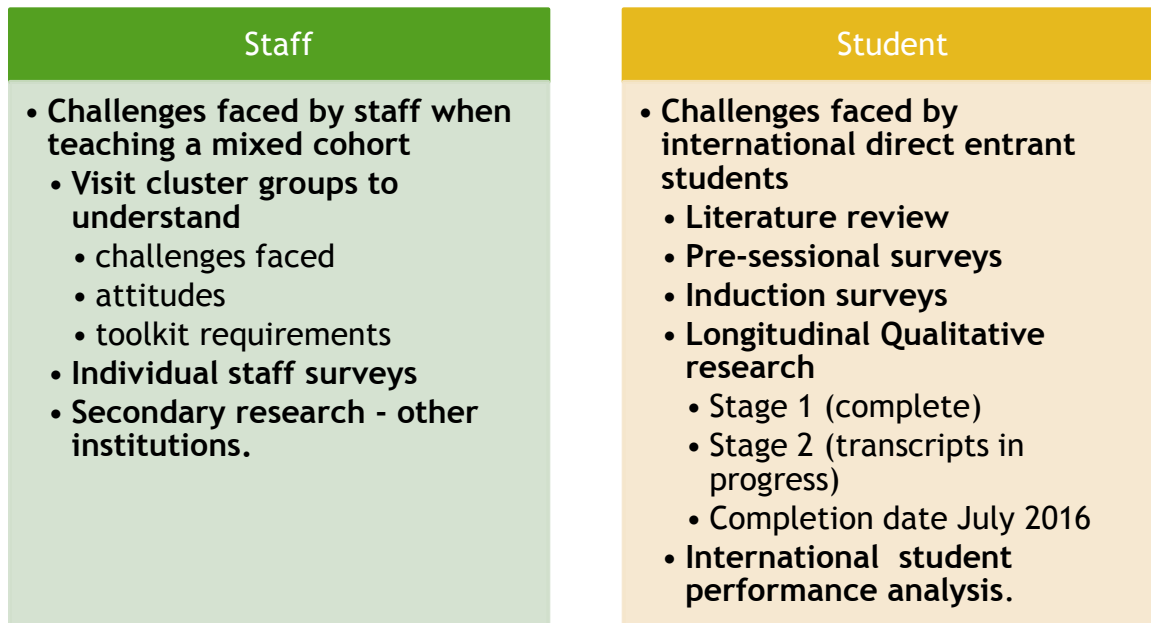 Staff
• Challenges faced by staff when
teaching a mixed cohort
• Visit cluster groups to
understand
• challenges faced
• attitudes
• toolkit requirements
• Individual staff surveys
• Secondary research - other
institutions.
Student
• Challenges faced by
international direct entrant
students
• Literature review
• Pre-sessional surveys
• Induction surveys
• Longitudinal Qualitative
research
• Stage 1 (complete)
• Stage 2 (transcripts in
progress)
• Completion date July 2016
• International  student
performance analysis.